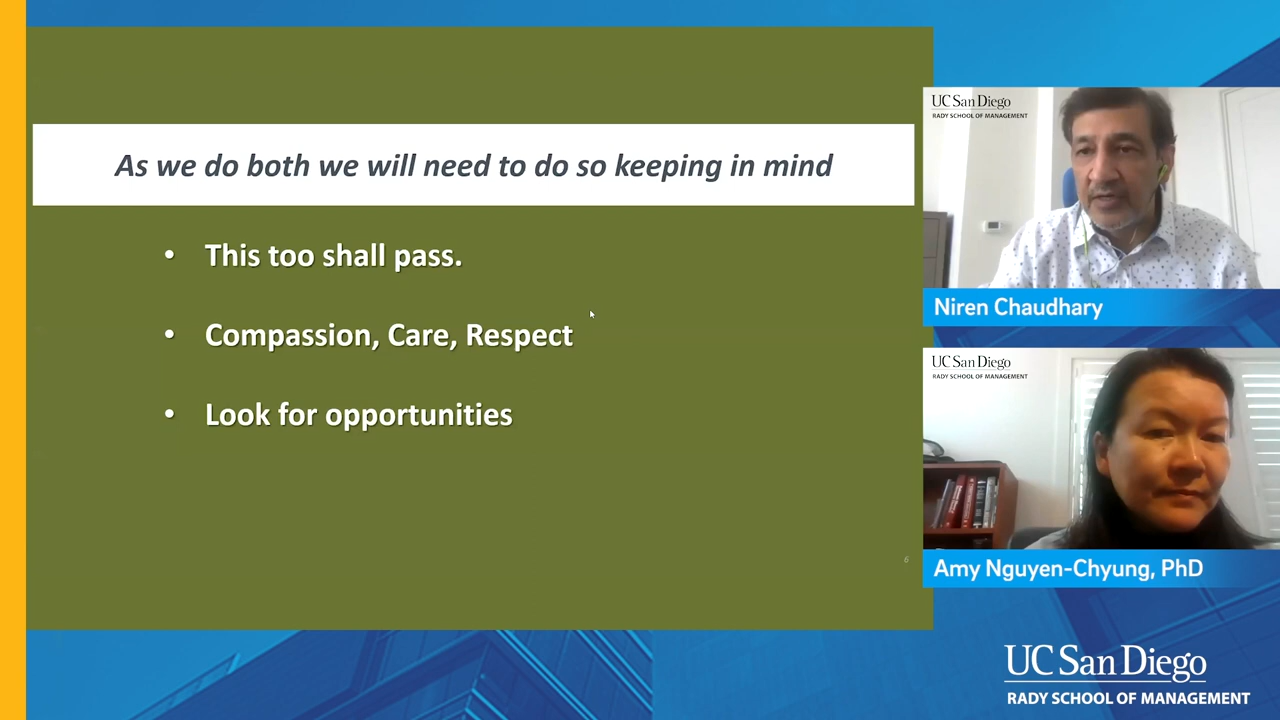 As we do both we will need to do so keeping in mind
• This too shall pass.
• Compassion, Care, Respect
• Look for opportunities
6
UC San Diego
RADY SCHOOL OF MANAGEMENT
Niren Chaudhary
UC San Diego
RADY SCHOOL OF MANAGEMENT
Amy Nguyen-Chyung, PhD
UC San Diego
RADY SCHOOL OF MANAGEMENT